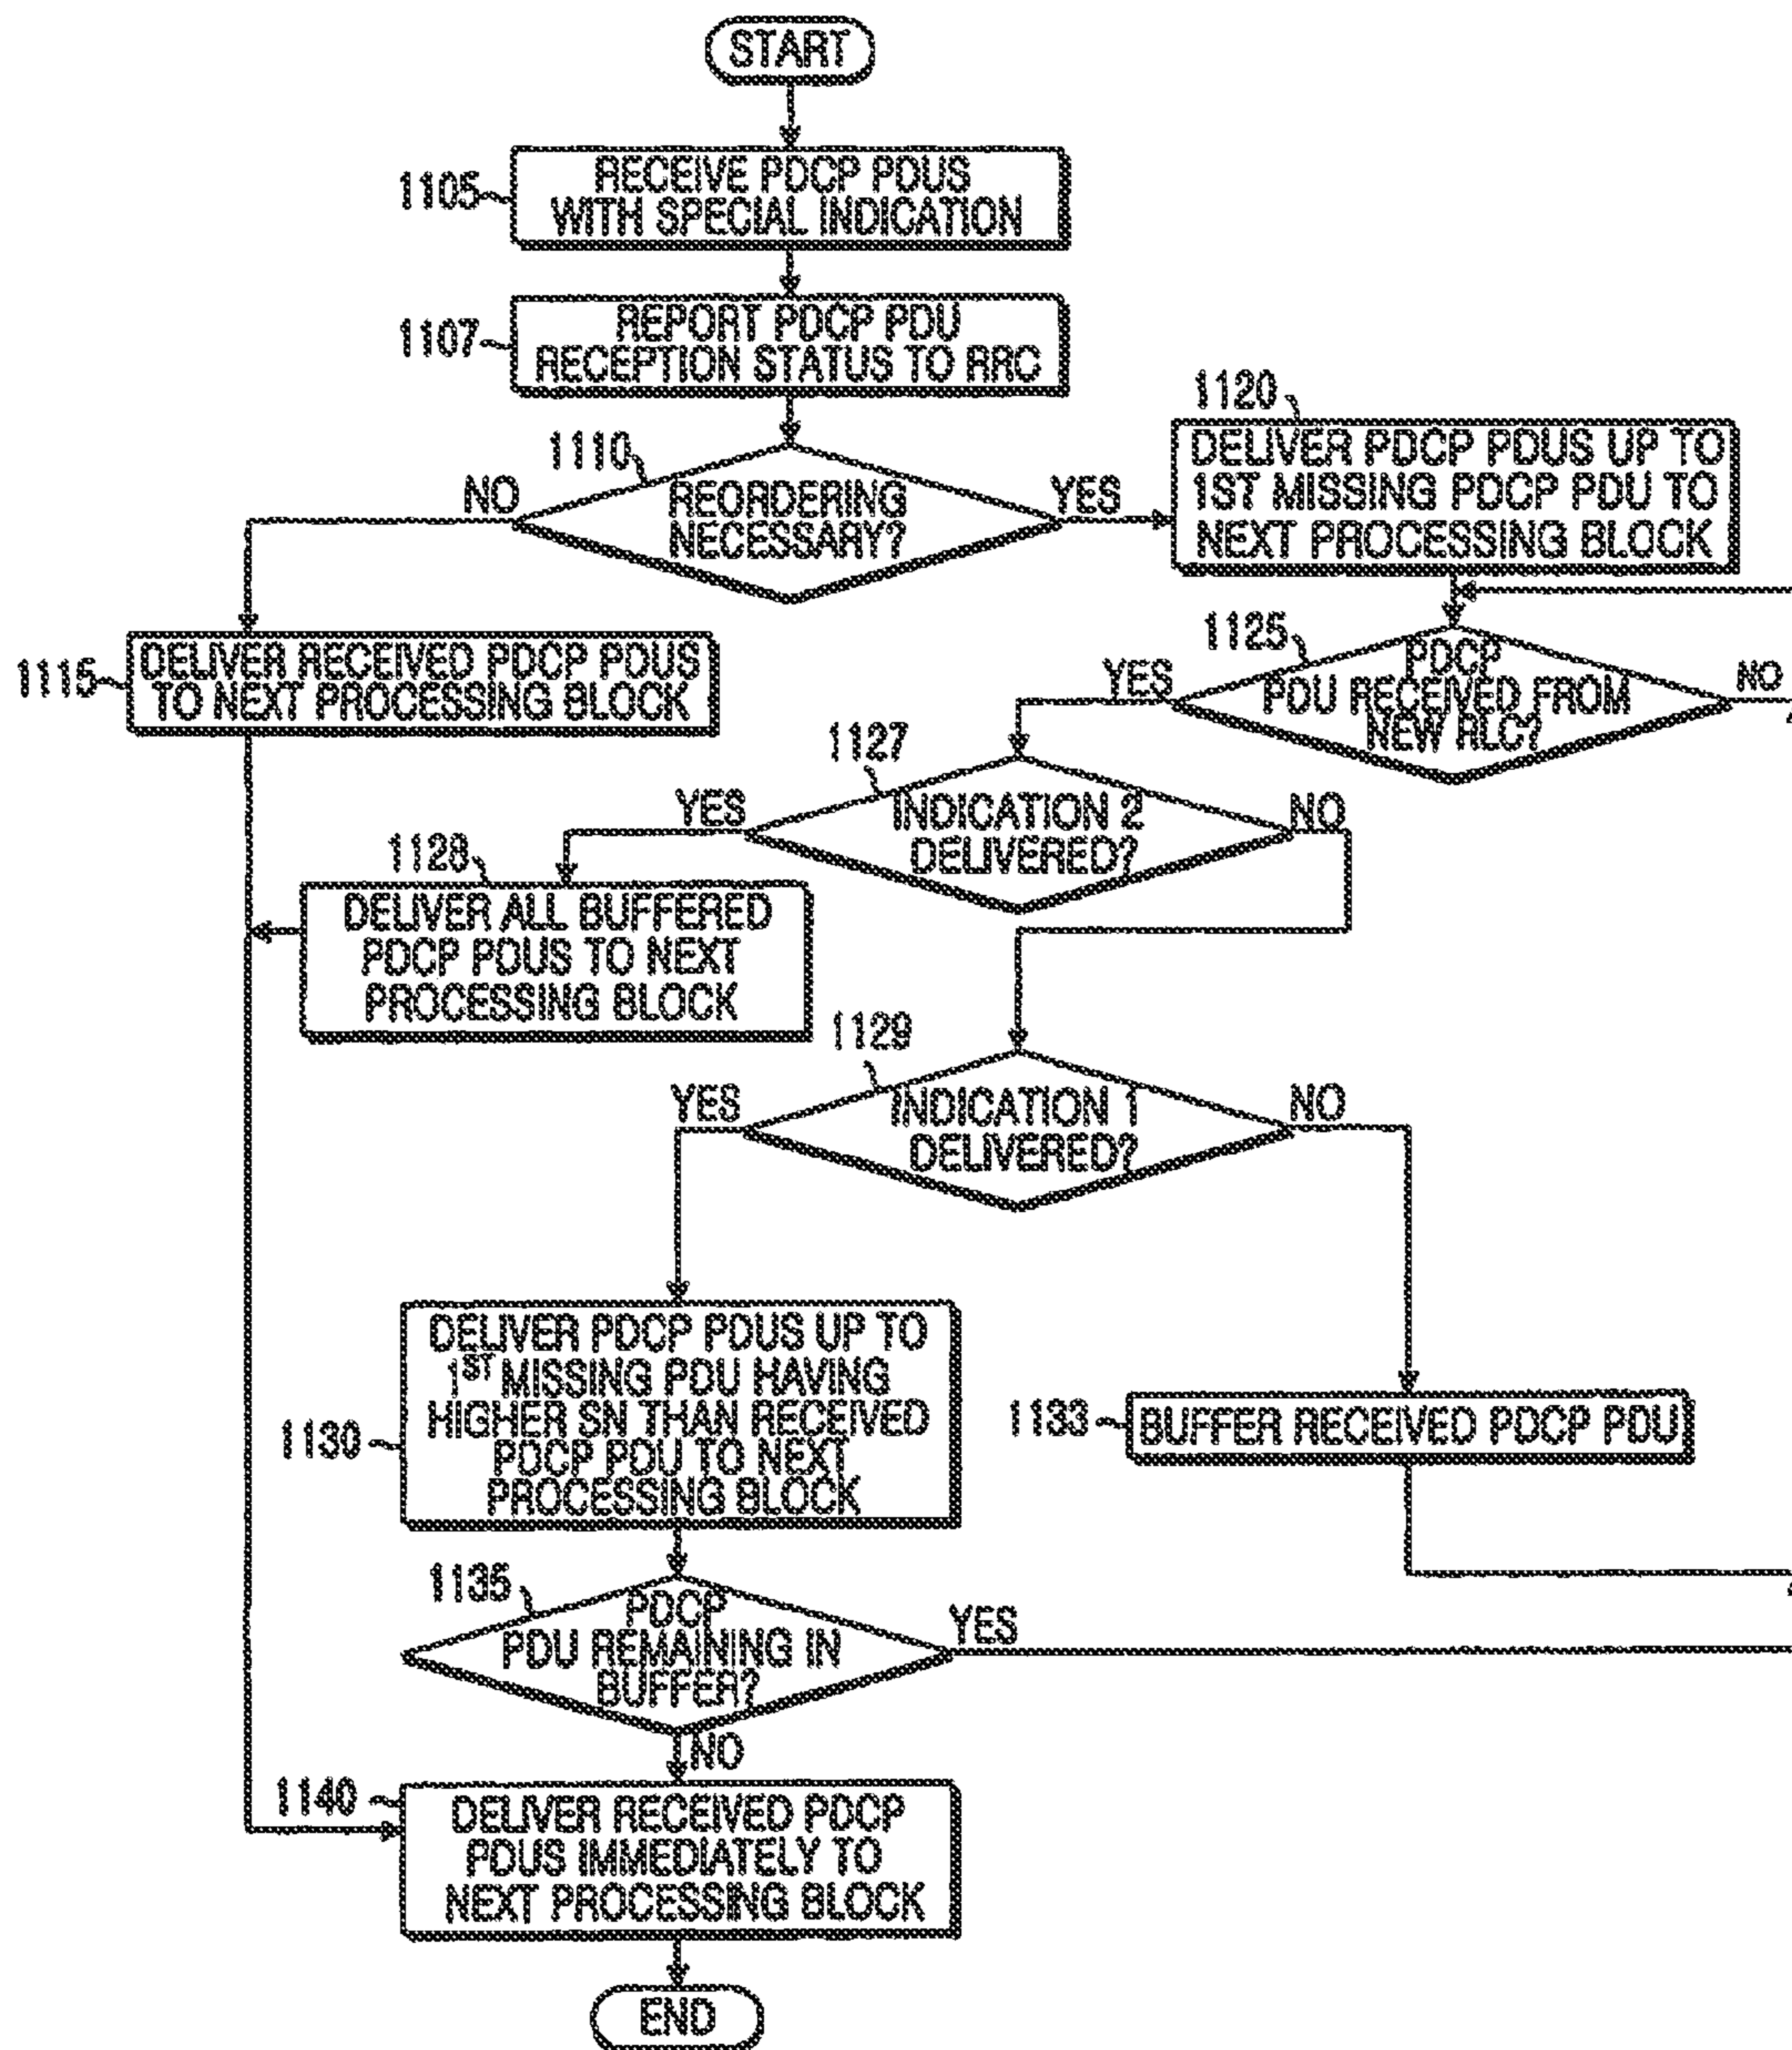 START
1105
RECEIVE PDCP PDUS
WITH SPECIAL INDICATION
1107
REPORT PDCP PDU
RECEPTION STATUS TO RRC
1110
NO
REORDERING
NECESSARY?
YES
1120
DELIVER PDCP PDUS UP TO
1ST MISSING PDCP PDU TO
NEXT PROCESSING BLOCK
1115
DELIVER RECEIVED PDCP PDUS
TO NEXT PROCESSING BLOCK
1125
YES
PDCP
PDU RECEIVED FROM
NEW RLC?
NO
1127
YES
INDICATION 2
DELIVERED?
NO
1128
DELIVER ALL BUFFERED
PDCP PDUS TO NEXT
PROCESSING BLOCK
1129
YES
INDICATION 1
DELIVERED?
NO
1130
DELIVER PDCP PDUS UP TO
1ST MISSING PDU HAVING
HIGHER SN THAN RECEIVED
PDCP PDU TO NEXT
PROCESSING BLOCK
1133
BUFFER RECEIVED PDCP PDU
1135
PDCP
PDU REMAINING IN
BUFFER?
YES
NO
1140
DELIVER RECEIVED PDCP
PDUS IMMEDIATELY TO
NEXT PROCESSING BLOCK
END